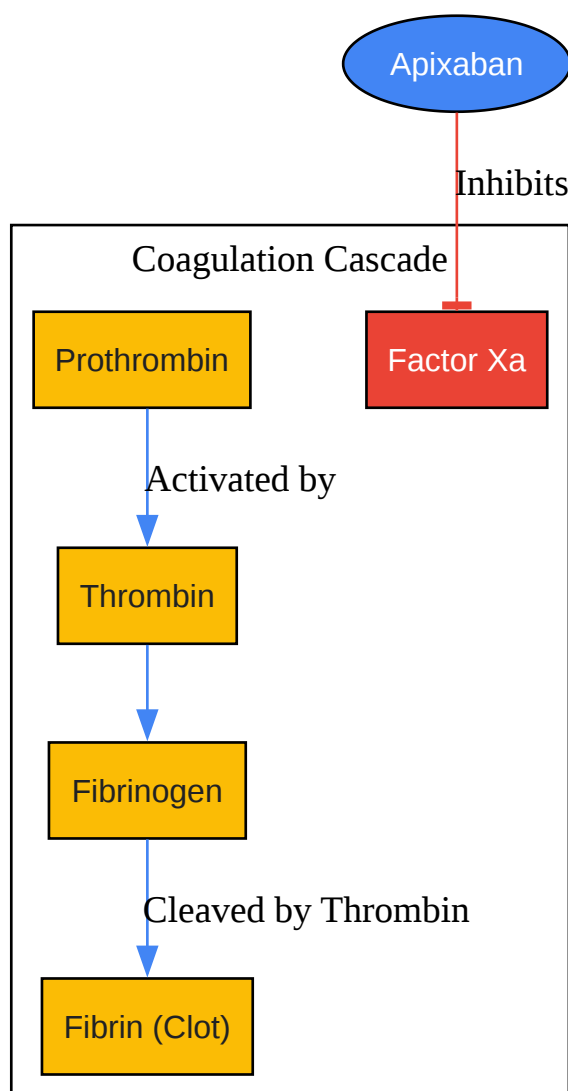 Apixaban
Inhibits
Coagulation Cascade
Prothrombin
Factor Xa
Activated by
Thrombin
Fibrinogen
Cleaved by Thrombin
Fibrin (Clot)